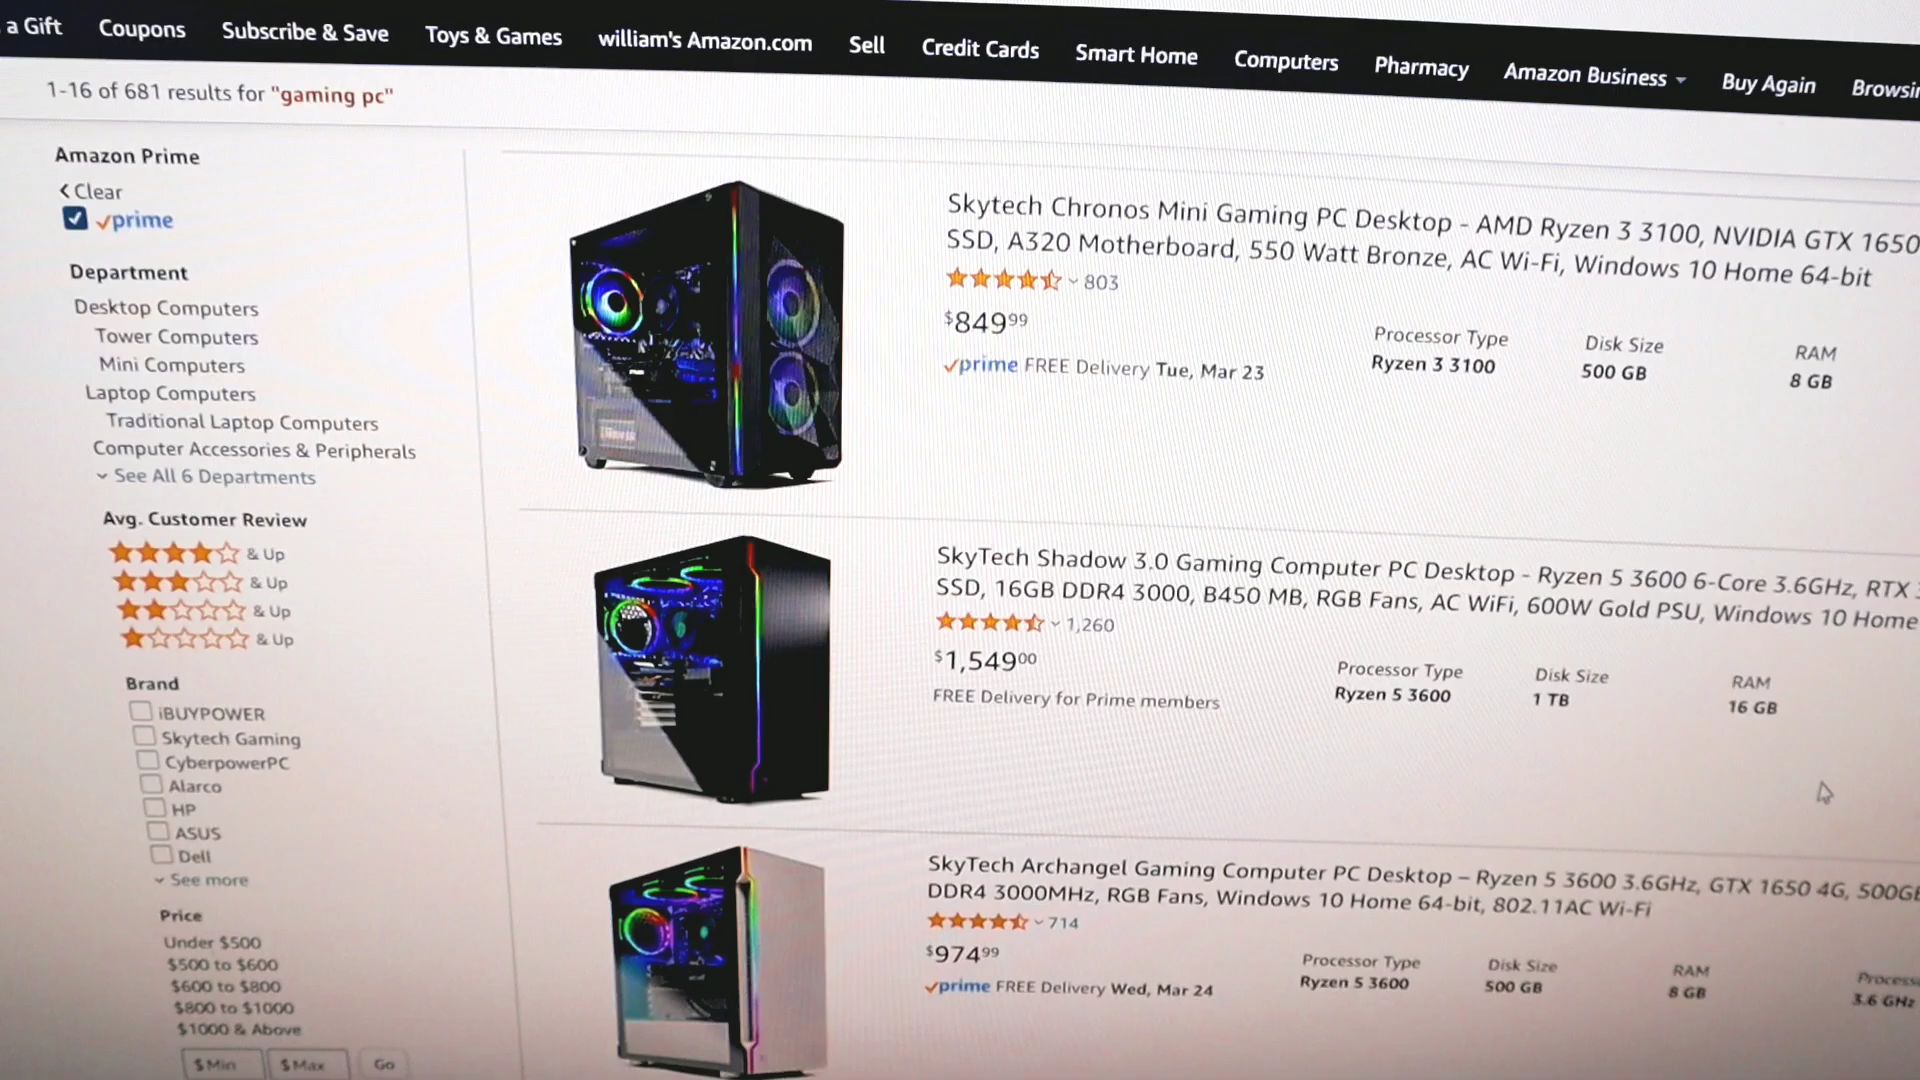 a Gift Coupons Subscribe & Save Toys & Games william's Amazon.com Sell Credit Cards Smart Home Computers Pharmacy Amazon Business Buy Again
1-16 of 681 results for "gaming pc"
Amazon Prime
Clear
prime
Department
Desktop Computers
Tower Computers
Mini Computers
Laptop Computers
Traditional Laptop Computers
Computer Accessories & Peripherals
See All 6 Departments
Avg. Customer Review
& Up
& Up
& Up
& Up
Brand
iBUYPOWER
Skytech Gaming
CyberpowerPC
Alarco
HP
ASUS
Dell
See more
Price
Under $500
$500 to $600
$600 to $800
$800 to $1000
$1000 & Above
$ Min $ Max Go
Skytech Chronos Mini Gaming PC Desktop - AMD Ryzen 3 3100, NVIDIA GTX 1650
SSD, A320 Motherboard, 550 Watt Bronze, AC Wi-Fi, Windows 10 Home 64-bit
803
$849.99
prime FREE Delivery Tue, Mar 23
Processor Type Disk Size RAM
Ryzen 3 3100 500 GB 8 GB
SkyTech Shadow 3.0 Gaming Computer PC Desktop - Ryzen 5 3600 6-Core 3.6GHz, RTX
SSD, 16GB DDR4 3000, B450 MB, RGB Fans, AC WiFi, 600W Gold PSU, Windows 10 Home
1,260
$1,549.00
FREE Delivery for Prime members
Processor Type Disk Size RAM
Ryzen 5 3600 1 TB 16 GB
SkyTech Archangel Gaming Computer PC Desktop – Ryzen 5 3600 3.6GHz, GTX 1650 4G, 500GB
DDR4 3000MHz, RGB Fans, Windows 10 Home 64-bit, 802.11AC Wi-Fi
714
$974.99
prime FREE Delivery Wed, Mar 24
Processor Type Disk Size RAM
Ryzen 5 3600 500 GB 8 GB 3.6 GHz